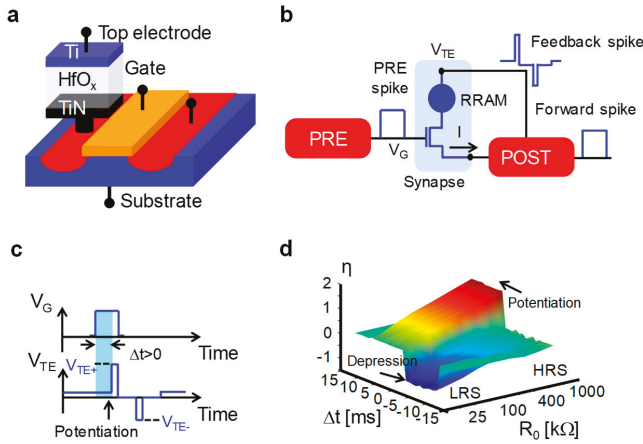 a
Top electrode
Ti
HfOx
TiN
Gate
Substrate
b
VTE
Feedback spike
PRE spike
RRAM
Forward spike
PRE
VG
I
POST
Synapse
c
VG
Δt>0
Time
VTE
VTE+
Time
Potentiation
VTE-
d
η
2
1
0
-1
Potentiation
Depression
15 10 5 0 -5 -10 -15
Δt [ms]
LRS
HRS
25 100 400 1000
R0 [kΩ]